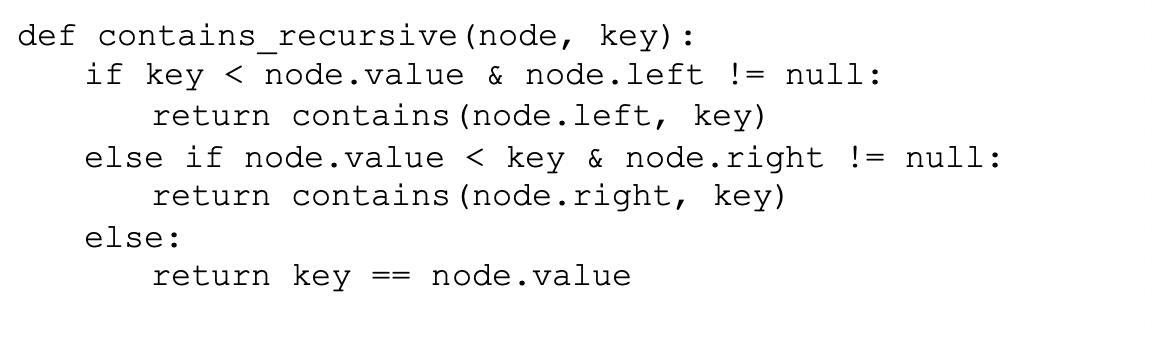 def contains_recursive(node, key):
    if key < node.value & node.left != null:
        return contains(node.left, key)
    else if node.value < key & node.right != null:
        return contains(node.right, key)
    else:
        return key == node.value